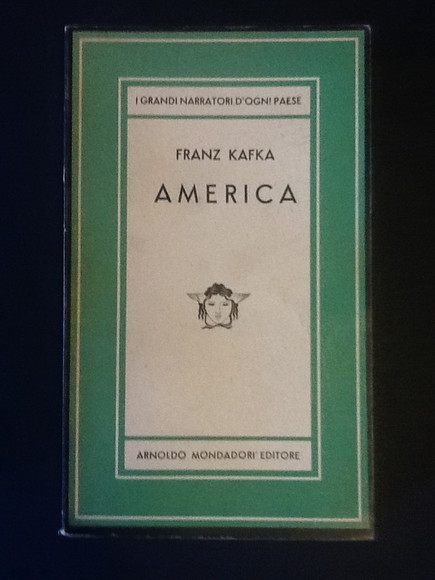 I GRANDI NARRATORI D'OGNI PAESE
FRANZ KAFKA
AMERICA
ARNOLDO MONDADORI EDITORE